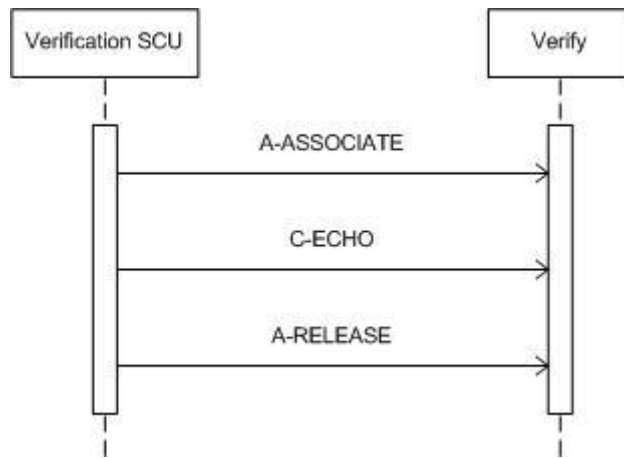 Verification SCU
Verify
A-ASSOCIATE
C-ECHO
A-RELEASE